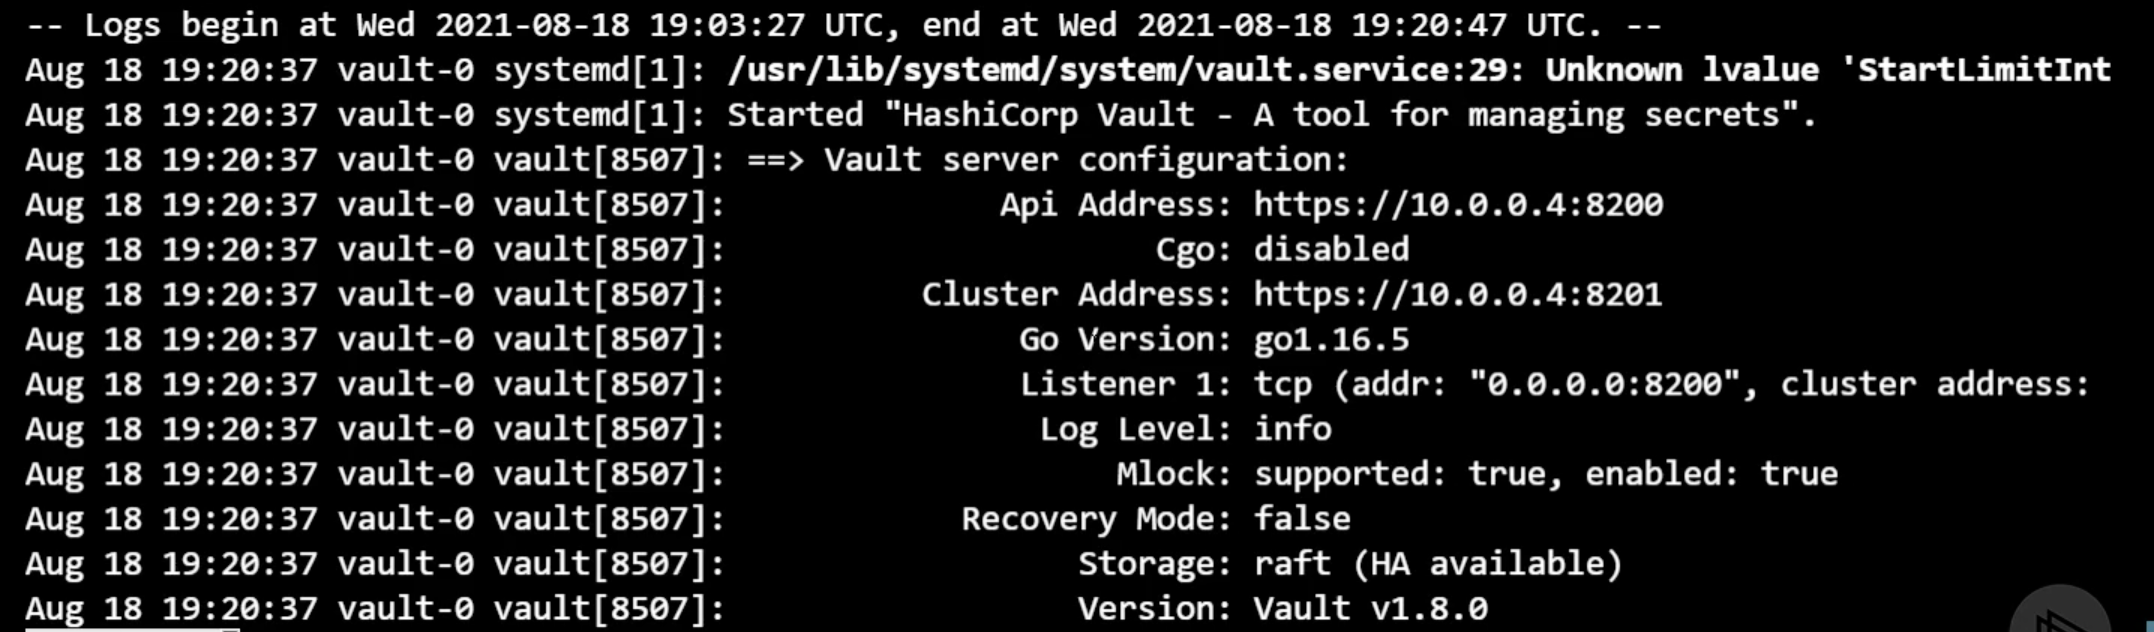 -- Logs begin at Wed 2021-08-18 19:03:27 UTC, end at Wed 2021-08-18 19:20:47 UTC. --
Aug 18 19:20:37 vault-0 systemd[1]: /usr/lib/systemd/system/vault.service:29: Unknown lvalue 'StartLimitInt
Aug 18 19:20:37 vault-0 systemd[1]: Started "HashiCorp Vault - A tool for managing secrets".
Aug 18 19:20:37 vault-0 vault[8507]: ==> Vault server configuration:
Aug 18 19:20:37 vault-0 vault[8507]:              Api Address: https://10.0.0.4:8200
Aug 18 19:20:37 vault-0 vault[8507]:                      Cgo: disabled
Aug 18 19:20:37 vault-0 vault[8507]:          Cluster Address: https://10.0.0.4:8201
Aug 18 19:20:37 vault-0 vault[8507]:               Go Version: go1.16.5
Aug 18 19:20:37 vault-0 vault[8507]:               Listener 1: tcp (addr: "0.0.0.0:8200", cluster address:
Aug 18 19:20:37 vault-0 vault[8507]:                Log Level: info
Aug 18 19:20:37 vault-0 vault[8507]:                    Mlock: supported: true, enabled: true
Aug 18 19:20:37 vault-0 vault[8507]:            Recovery Mode: false
Aug 18 19:20:37 vault-0 vault[8507]:                  Storage: raft (HA available)
Aug 18 19:20:37 vault-0 vault[8507]:                  Version: Vault v1.8.0